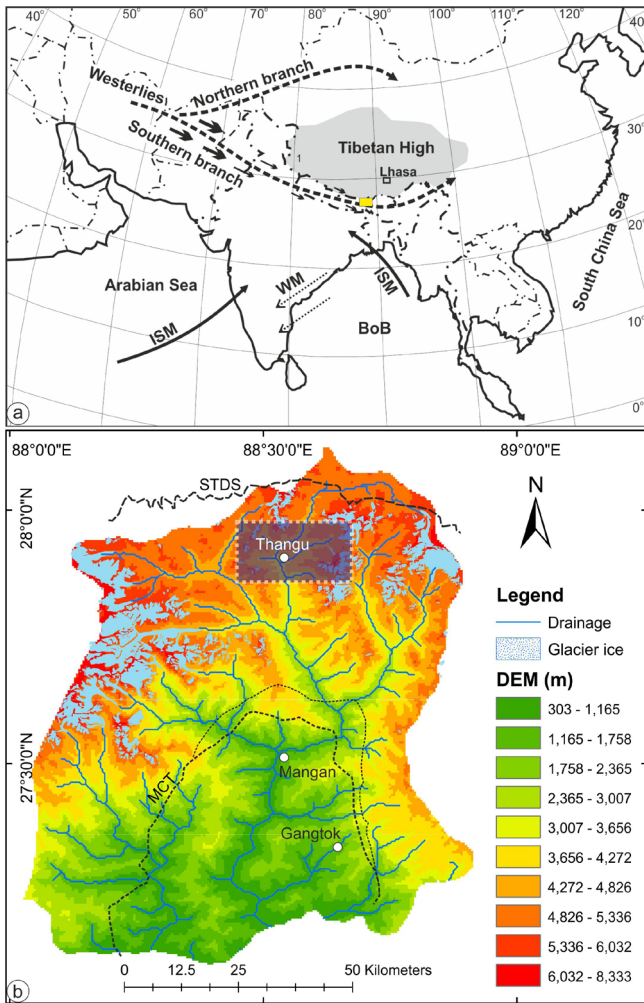 40° 50° 60° 70° 80° 90° 100° 110° 120° 40°
Westerlies
Northern branch
Southern branch
Tibetan High
Lhasa
30°
20°
10°
0°
Arabian Sea
WM
ISM
ISM
BoB
South China Sea
a
88°0'0"E 88°30'0"E 89°0'0"E
28°0'0"N
27°30'0"N
STDS
Thangu
MCT
Mangan
Gangtok
N
Legend
Drainage
Glacier ice
DEM (m)
303 - 1,165
1,165 - 1,758
1,758 - 2,365
2,365 - 3,007
3,007 - 3,656
3,656 - 4,272
4,272 - 4,826
4,826 - 5,336
5,336 - 6,032
6,032 - 8,333
0 12.5 25 50 Kilometers
b